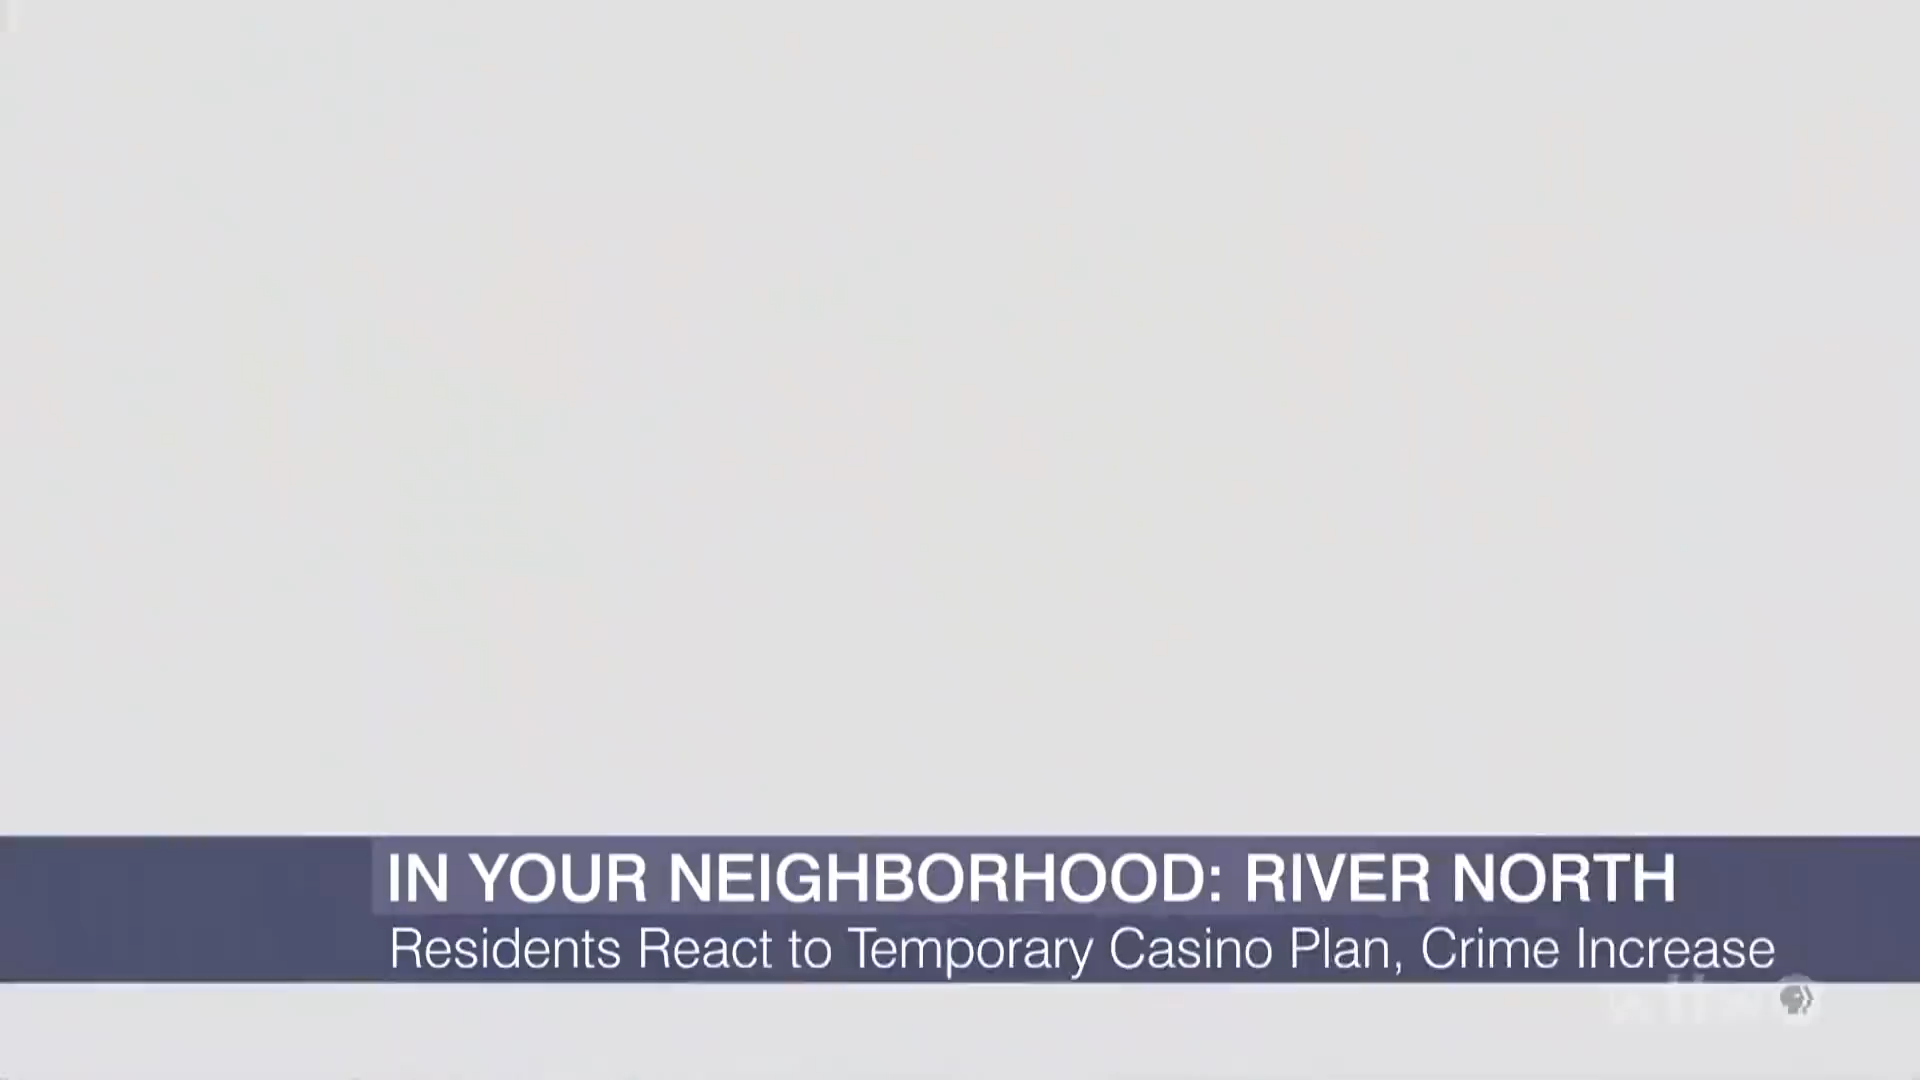 IN YOUR NEIGHBORHOOD: RIVER NORTH
Residents React to Temporary Casino Plan, Crime Increase